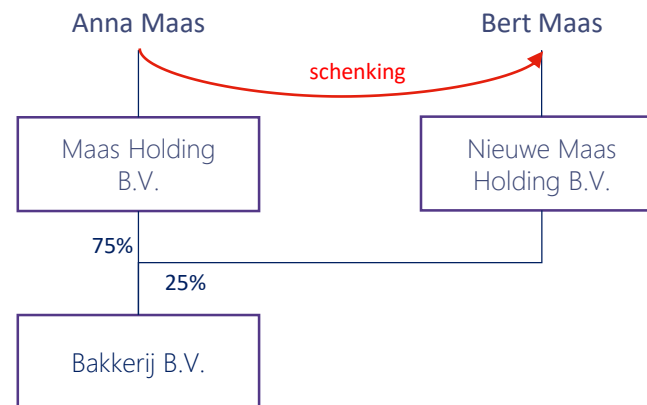 Anna Maas
Bert Maas
schenking
Maas Holding
B.V.
Nieuwe Maas
Holding B.V.
75%
25%
Bakkerij B.V.